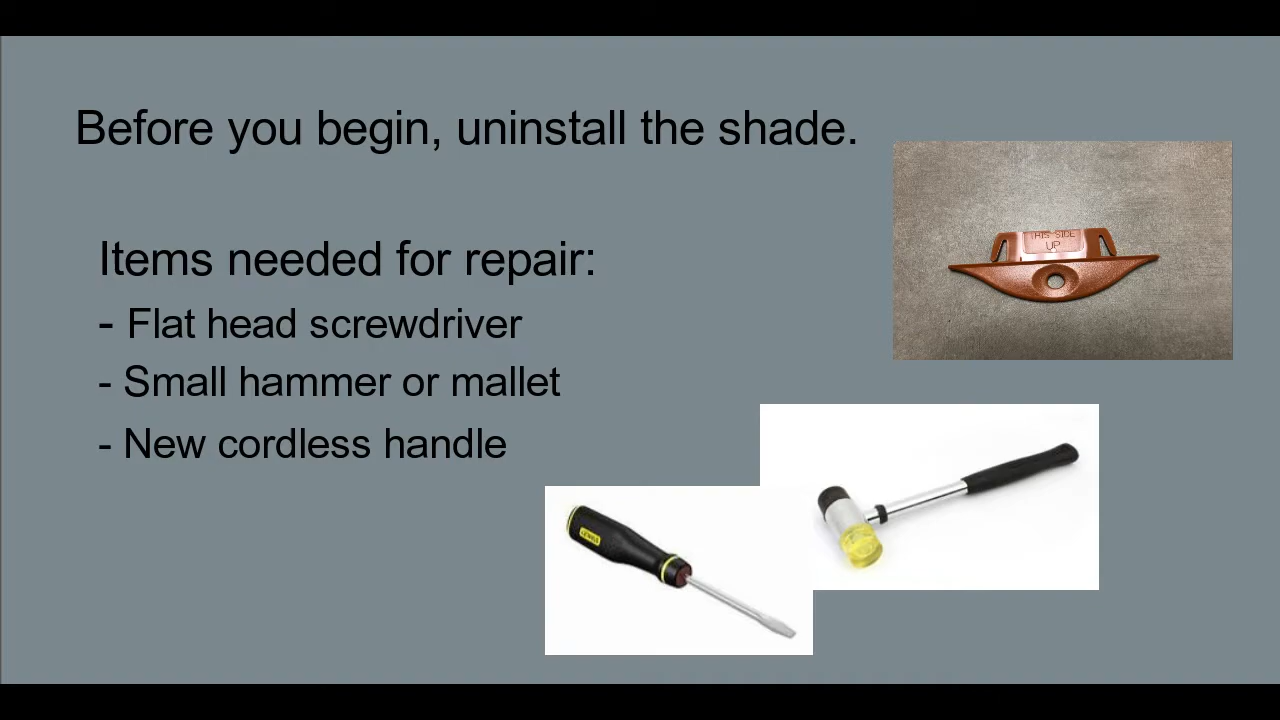 Before you begin, uninstall the shade.
Items needed for repair:
- Flat head screwdriver
- Small hammer or mallet
- New cordless handle
THIS SIDE
UP